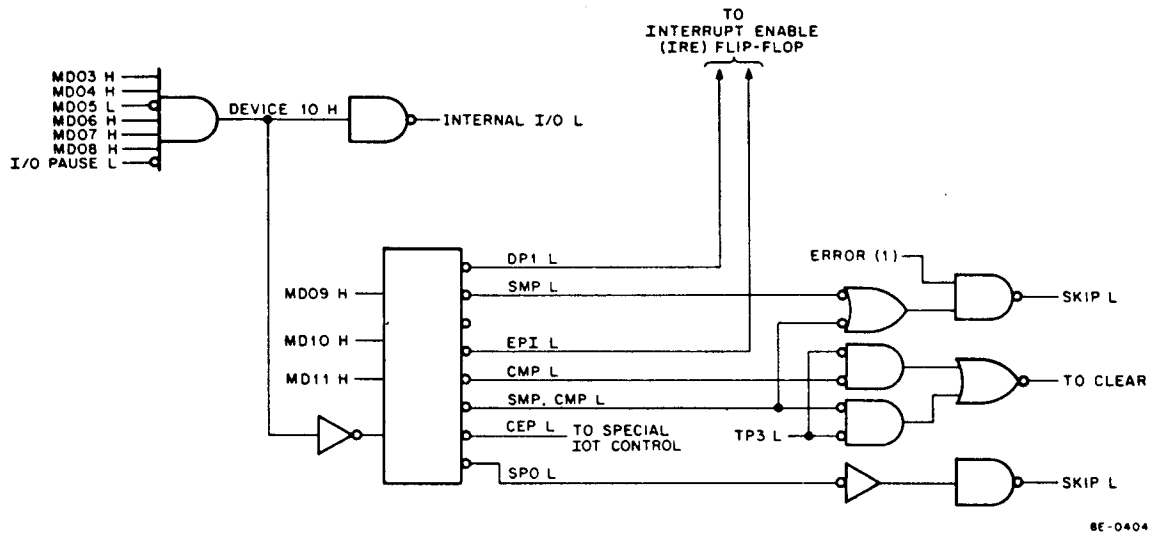 TO
INTERRUPT ENABLE
(IRE) FLIP-FLOP
MD03 H
MD04 H
MD05 L
MD06 H
MD07 H
MD08 H
I/O PAUSE L
DEVICE 10 H
INTERNAL I/O L
MD09 H
MD10 H
MD11 H
DP1 L
SMP L
EPI L
CMP L
SMP, CMP L
CEP L
TO SPECIAL
IOT CONTROL
SPO L
ERROR (1)
SKIP L
TP3 L
TO CLEAR
SKIP L
8E-0404